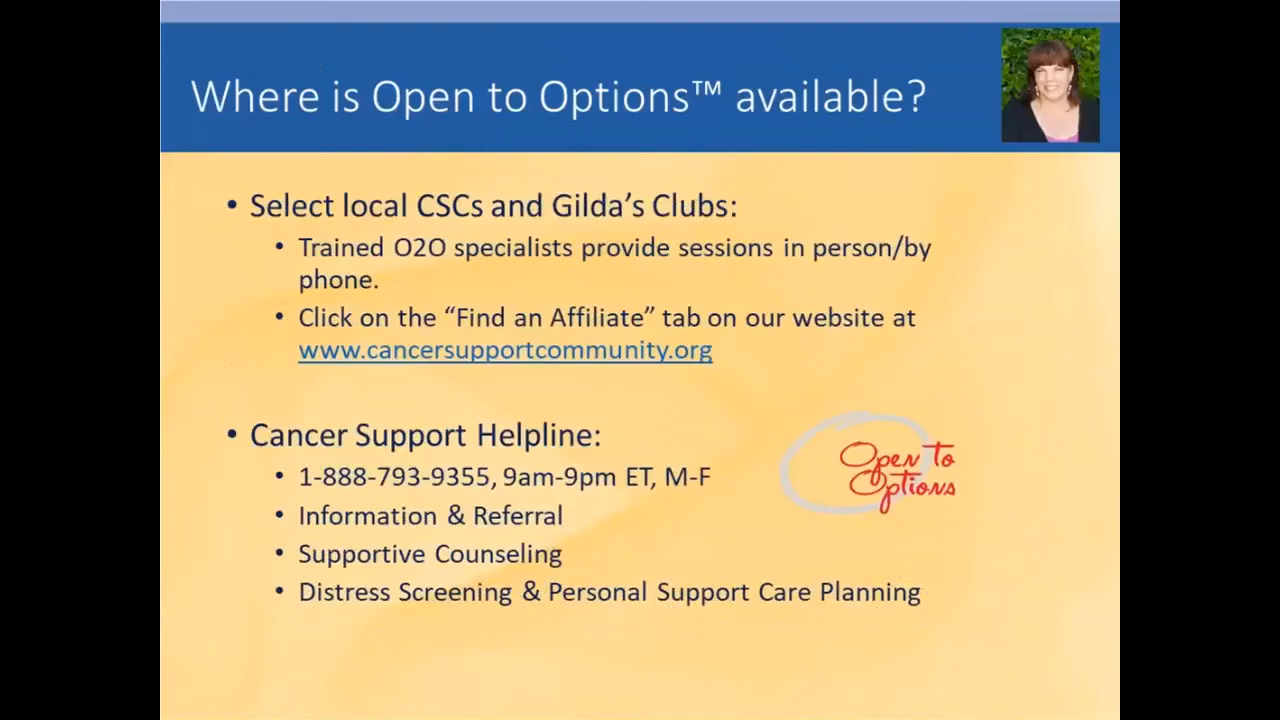 Where is Open to Options™ available?
• Select local CSCs and Gilda's Clubs:
• Trained O2O specialists provide sessions in person/by
phone.
• Click on the “Find an Affiliate” tab on our website at
www.cancersupportcommunity.org
• Cancer Support Helpline:
• 1-888-793-9355, 9am-9pm ET, M-F
• Information & Referral
• Supportive Counseling
• Distress Screening & Personal Support Care Planning
Open to
Options